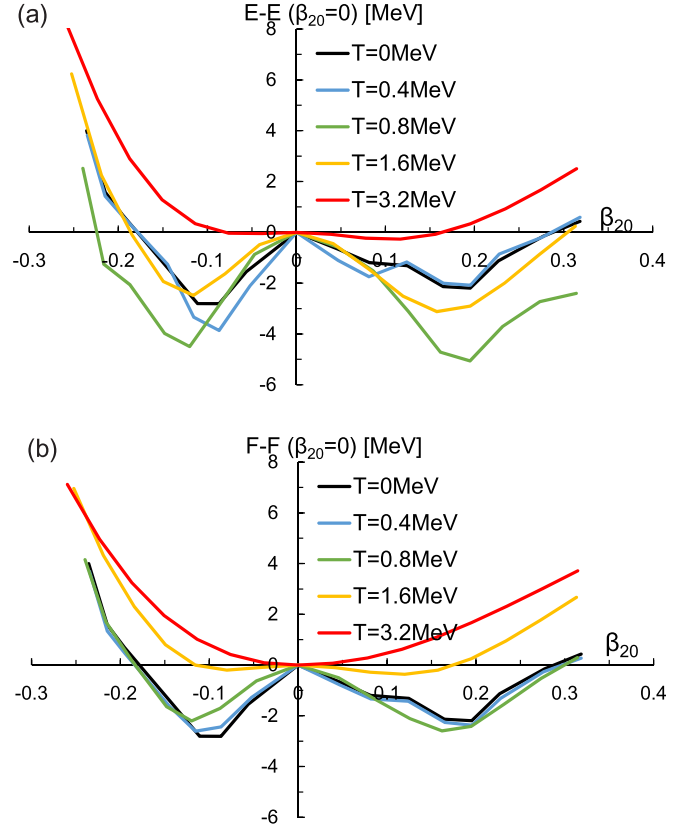 (a)
E-E (β20=0) [MeV]
8
T=0MeV
6
T=0.4MeV
4
T=0.8MeV
2
T=1.6MeV
T=3.2MeV
β20
0
-0.3 -0.2 -0.1 0 0.1 0.2 0.3 0.4
-2
-4
-6
(b)
F-F (β20=0) [MeV]
8
T=0MeV
6
T=0.4MeV
4
T=0.8MeV
2
T=1.6MeV
T=3.2MeV
β20
0
-0.3 -0.2 -0.1 0 0.1 0.2 0.3 0.4
-2
-4
-6